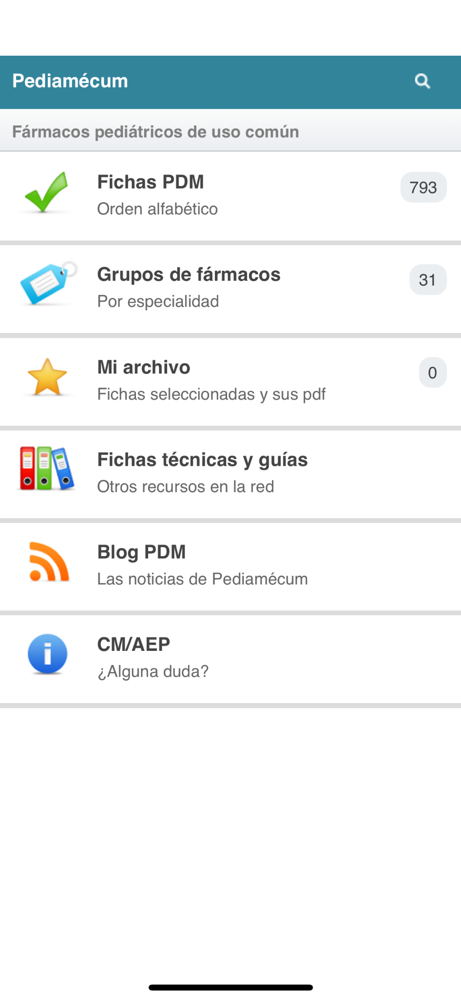 Pediamécum
Fármacos pediátricos de uso común
Fichas PDM
793
Orden alfabético
Grupos de fármacos
31
Por especialidad
Mi archivo
0
Fichas seleccionadas y sus pdf
Fichas técnicas y guías
Otros recursos en la red
Blog PDM
Las noticias de Pediamécum
CM/AEP
¿Alguna duda?